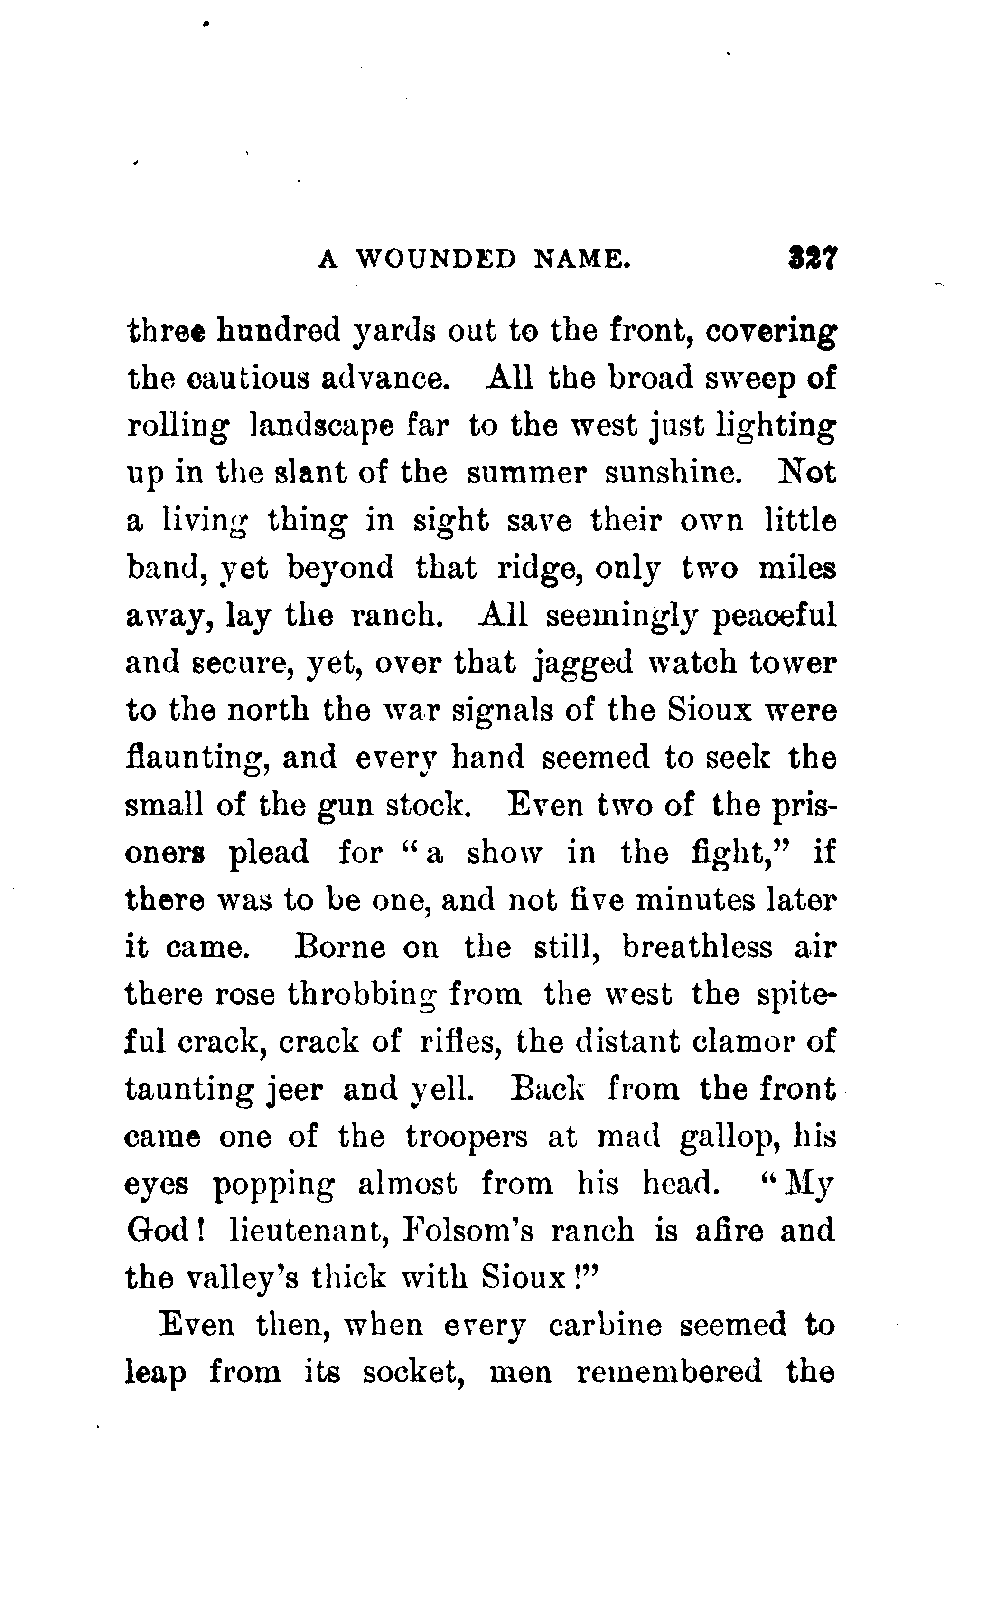 A WOUNDED NAME. 327
three hundred yards out to the front, covering
the cautious advance. All the broad sweep of
rolling landscape far to the west just lighting
up in the slant of the summer sunshine. Not
a living thing in sight save their own little
band, yet beyond that ridge, only two miles
away, lay the ranch. All seemingly peaceful
and secure, yet, over that jagged watch tower
to the north the war signals of the Sioux were
flaunting, and every hand seemed to seek the
small of the gun stock. Even two of the pris-
oners plead for “a show in the fight,” if
there was to be one, and not five minutes later
it came. Borne on the still, breathless air
there rose throbbing from the west the spite-
ful crack, crack of rifles, the distant clamor of
taunting jeer and yell. Back from the front
came one of the troopers at mad gallop, his
eyes popping almost from his head. “My
God! lieutenant, Folsom’s ranch is afire and
the valley’s thick with Sioux!”
Even then, when every carbine seemed to
leap from its socket, men remembered the